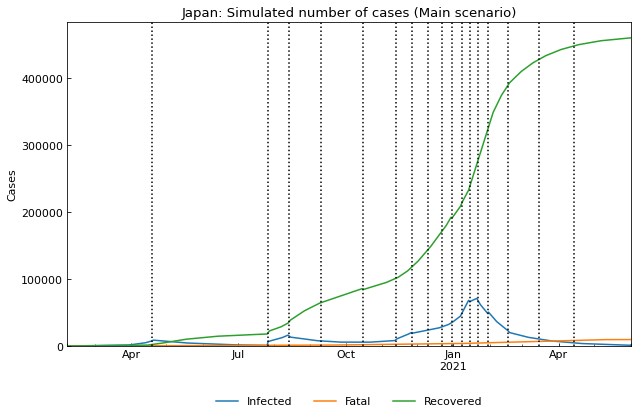 Japan: Simulated number of cases (Main scenario)
Cases
400000
300000
200000
100000
0
Apr Jul Oct Jan Apr
2021
Infected Fatal Recovered